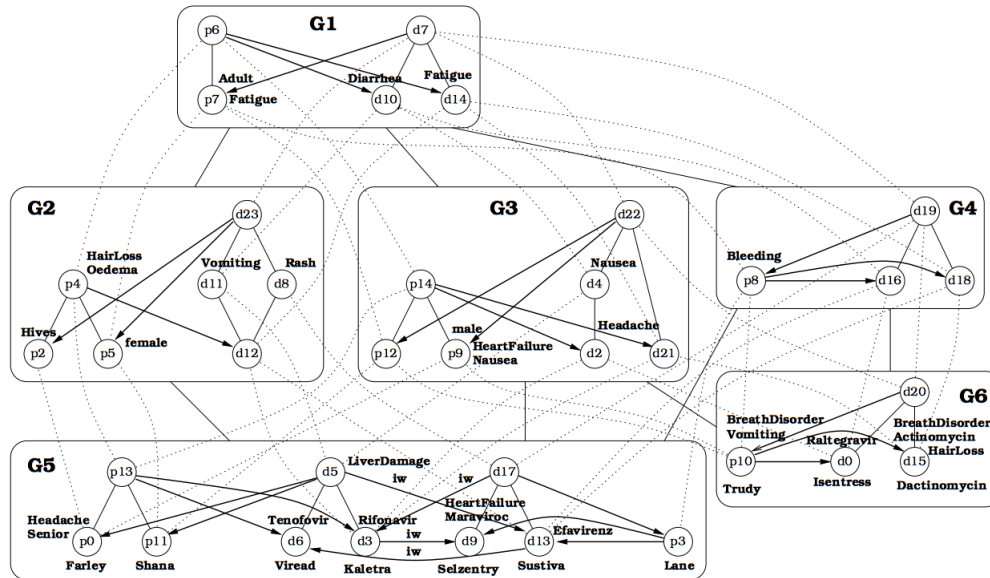 G1
p6
d7
Adult
Diarrhea
Fatigue
p7
Fatigue
d10
d14
G2
d23
HairLoss
Oedema
Vomiting
Rash
p4
d11
d8
Hives
p2
p5
female
d12
G3
d22
Nausea
p14
d4
male
Headache
p12
p9
HeartFailure
Nausea
d2
d21
G4
d19
Bleeding
p8
d16
d18
G5
p13
d5
LiverDamage
d17
iw
iw
Headache
Senior
Tenofovir
Rifonavir
HeartFailure
Maraviroc
Efavirenz
p0
p11
d6
d3
iw
iw
d9
d13
p3
Farley
Shana
Viread
Kaletra
Selzentry
Sustiva
Lane
G6
d20
BreathDisorder
Vomiting
Raltegravir
BreathDisorder
Actinomycin
HairLoss
p10
d0
d15
Trudy
Isentress
Dactinomycin